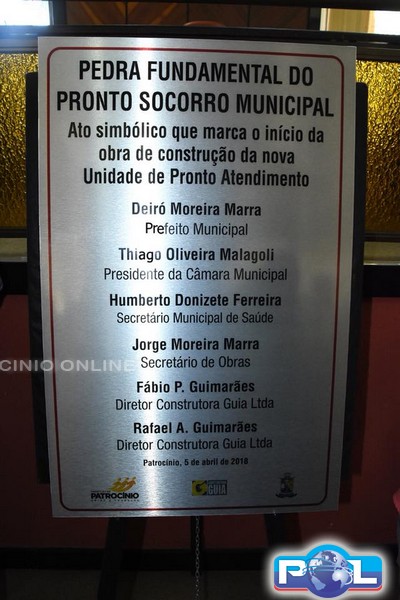 PEDRA FUNDAMENTAL DO
PRONTO SOCORRO MUNICIPAL
Ato simbólico que marca o início da
obra de construção da nova
Unidade de Pronto Atendimento
Deiró Moreira Marra
Prefeito Municipal
Thiago Oliveira Malagoli
Presidente da Câmara Municipal
Humberto Donizete Ferreira
Secretário Municipal de Saúde
Jorge Moreira Marra
Secretário de Obras
CINIO ONLINE
Fábio P. Guimarães
Diretor Construtora Guia Ltda
Rafael A. Guimarães
Diretor Construtora Guia Ltda
Patrocínio, 5 de abril de 2018
PATROCÍNIO
GUIA
POL